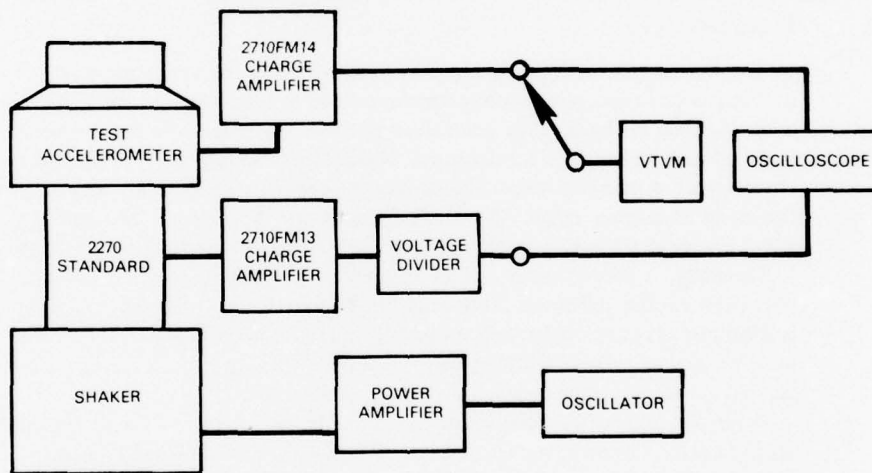 2710FM14
CHARGE
AMPLIFIER
TEST
ACCELEROMETER
VTVM
OSCILLOSCOPE
2270
STANDARD
2710FM13
CHARGE
AMPLIFIER
VOLTAGE
DIVIDER
SHAKER
POWER
AMPLIFIER
OSCILLATOR